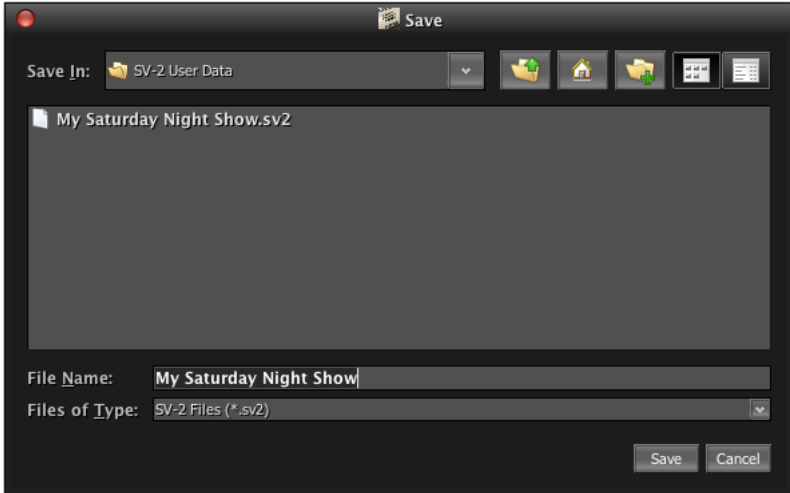 Save
Save In: SV-2 User Data
My Saturday Night Show.sv2
File Name: My Saturday Night Show
Files of Type: SV-2 Files (*.sv2)
Save Cancel